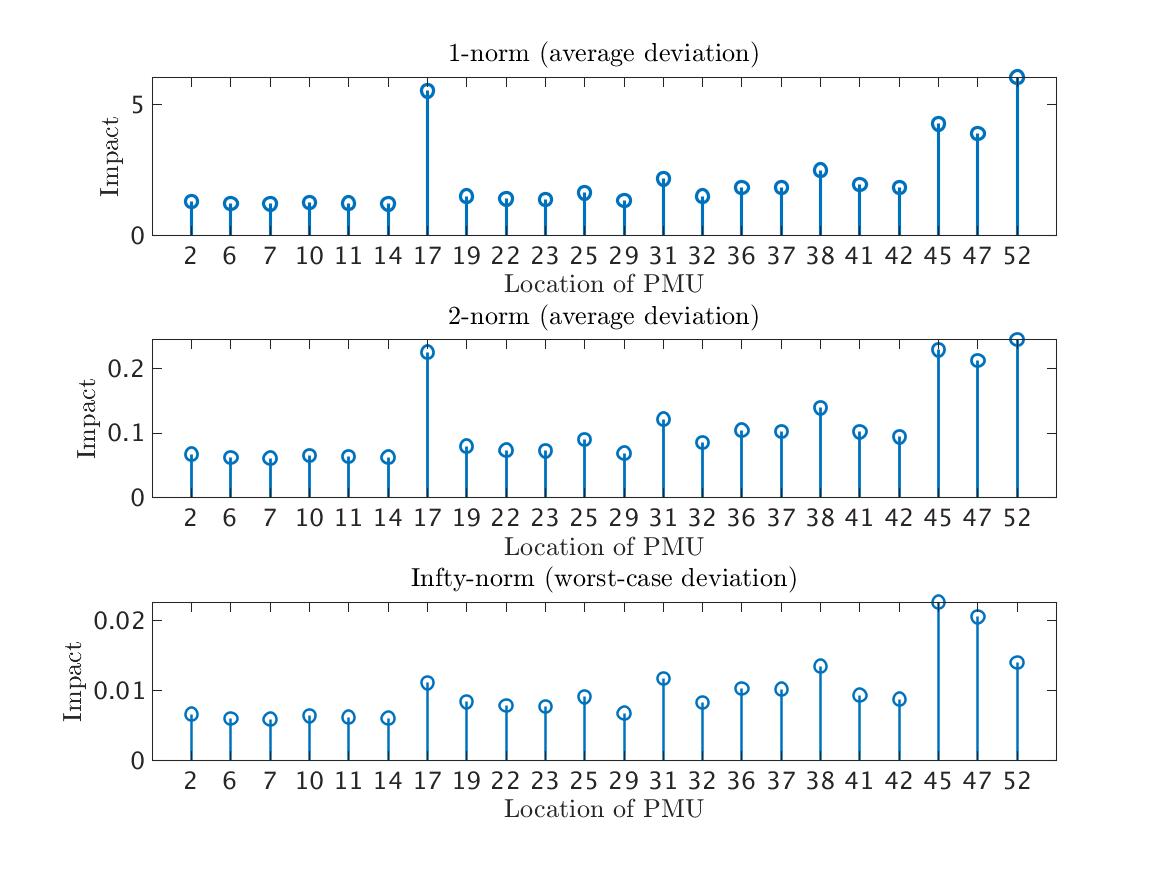 1-norm (average deviation)
5
0
Impact
2 6 7 10 11 14 17 19 22 23 25 29 31 32 36 37 38 41 42 45 47 52
Location of PMU
2-norm (average deviation)
0.2
0.1
0
Impact
2 6 7 10 11 14 17 19 22 23 25 29 31 32 36 37 38 41 42 45 47 52
Location of PMU
Infty-norm (worst-case deviation)
0.02
0.01
0
Impact
2 6 7 10 11 14 17 19 22 23 25 29 31 32 36 37 38 41 42 45 47 52
Location of PMU